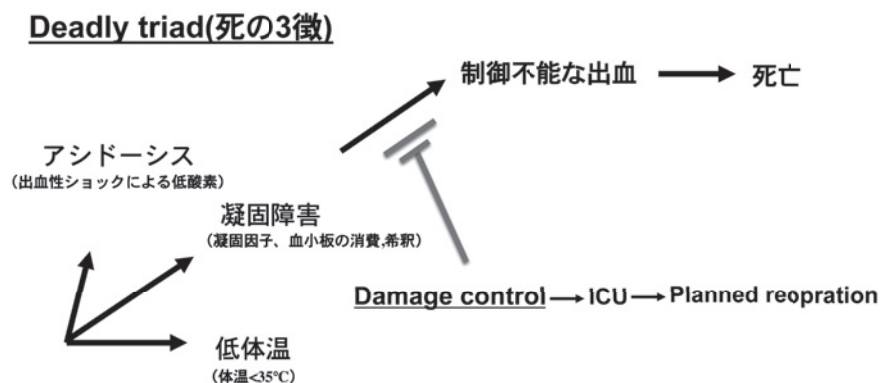 Deadly triad(死の3徴)
制御不能な出血
死亡
アシドーシス
(出血性ショックによる低酸素)
凝固障害
(凝固因子、血小板の消費,希釈)
Damage control
ICU
Planned reopration
低体温
(体温<35℃)